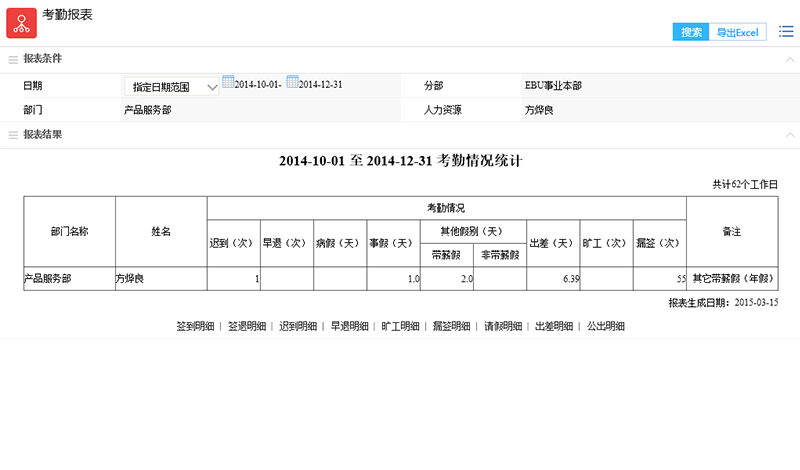 考勤报表
搜索 导出Excel
报表条件
日期 指定日期范围 2014-10-01- 2014-12-31 分部 EBU事业本部
部门 产品服务部 人力资源 方烨良
报表结果
2014-10-01 至 2014-12-31 考勤情况统计
共计62个工作日
部门名称 姓名 考勤情况 备注
迟到（次） 早退（次） 病假（天） 事假（天） 其他假别（天） 出差（天） 旷工（次） 漏签（次）
带薪假 非带薪假
产品服务部 方烨良 1 1.0 2.0 6.39 55 其它带薪假（年假）
报表生成日期：2015-03-15
签到明细 | 签退明细 | 迟到明细 | 早退明细 | 旷工明细 | 漏签明细 | 请假明细 | 出差明细 | 公出明细